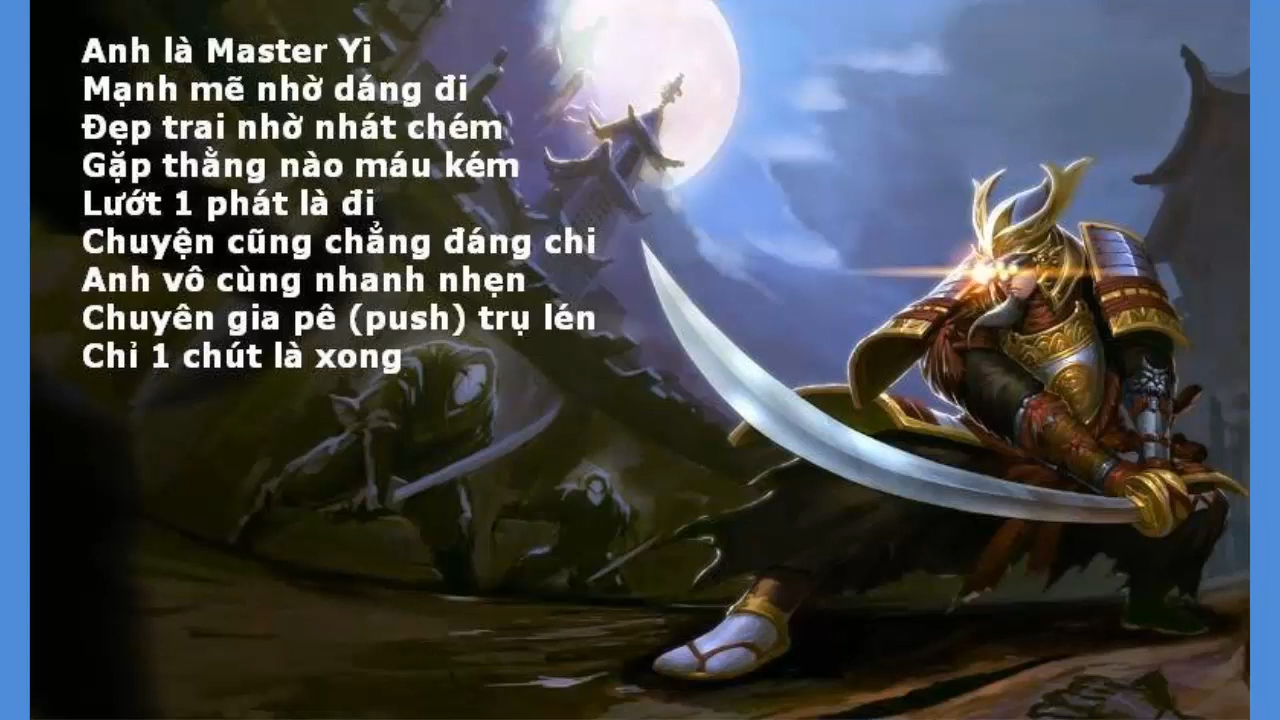 Anh là Master Yi
Mạnh mẽ nhờ dáng đi
Đẹp trai nhờ nhát chém
Gặp thằng nào máu kém
Lướt 1 phát là đi
Chuyện cũng chẳng đáng chi
Anh vô cùng nhanh nhẹn
Chuyên gia pê (push) trụ lén
Chỉ 1 chút là xong